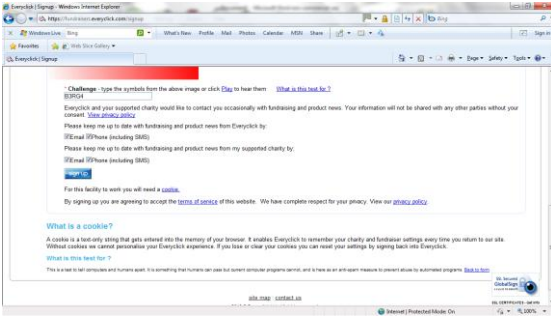 Everyclick | Signup - Windows Internet Explorer
https://fundraisers.everyclick.com/signup
Bing
Windows Live Bing What's New Profile Mail Photos Calendar MSN Share Sign in
Favorites Web Slice Gallery
Everyclick | Signup Page Safety Tools
* Challenge - type the symbols from the above image or click Play to hear them What is this test for ?
B3RG4
Everyclick and your supported charity would like to contact you occasionally with fundraising and product news. Your information will not be shared with any other parties without your
consent. View privacy policy
Please keep me up to date with fundraising and product news from Everyclick by:
Email Phone (including SMS)
Please keep me up to date with fundraising and product news from my supported charity by:
Email Phone (including SMS)
sign up
For this facility to work you will need a cookie.
By signing up you are agreeing to accept the terms of service of this website. We have complete respect for your privacy. View our privacy policy.
What is a cookie?
A cookie is a text-only string that gets entered into the memory of your browser. It enables Everyclick to remember your charity and fundraiser settings every time you return to our site.
Without cookies we cannot personalise your Everyclick experience. If you lose or clear your cookies you can reset your settings by signing back into Everyclick.
What is this test for ?
This is a test to tell computers and humans apart. It is something that humans can pass but current computer programs cannot, and is here as an anti-spam measure to prevent abuse by automated programs. Back to form
site map contact us
SSL Secured
GlobalSign
Internet | Protected Mode: On 100%